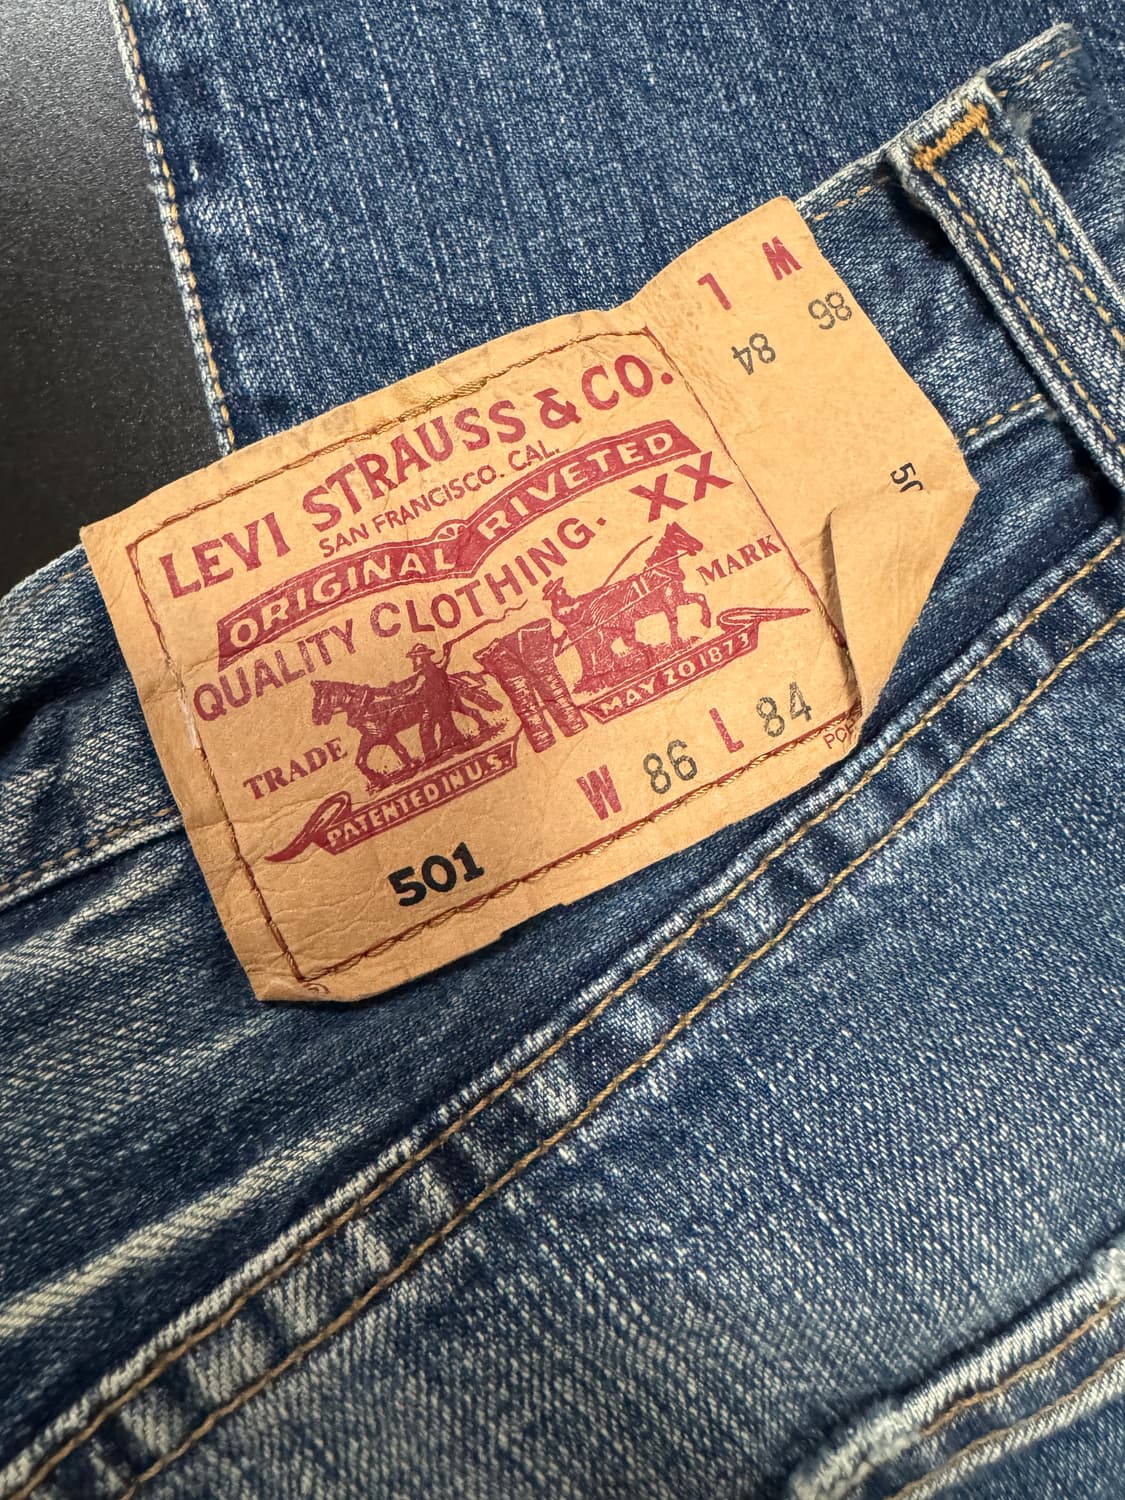 LEVI STRAUSS & CO.
SAN FRANCISCO. CAL.
ORIGINAL RIVETED
QUALITY CLOTHING. XX
TRADE MARK
PATENTED IN U.S. MAY 20 1873
501
W 86 L 84
W L
86 84